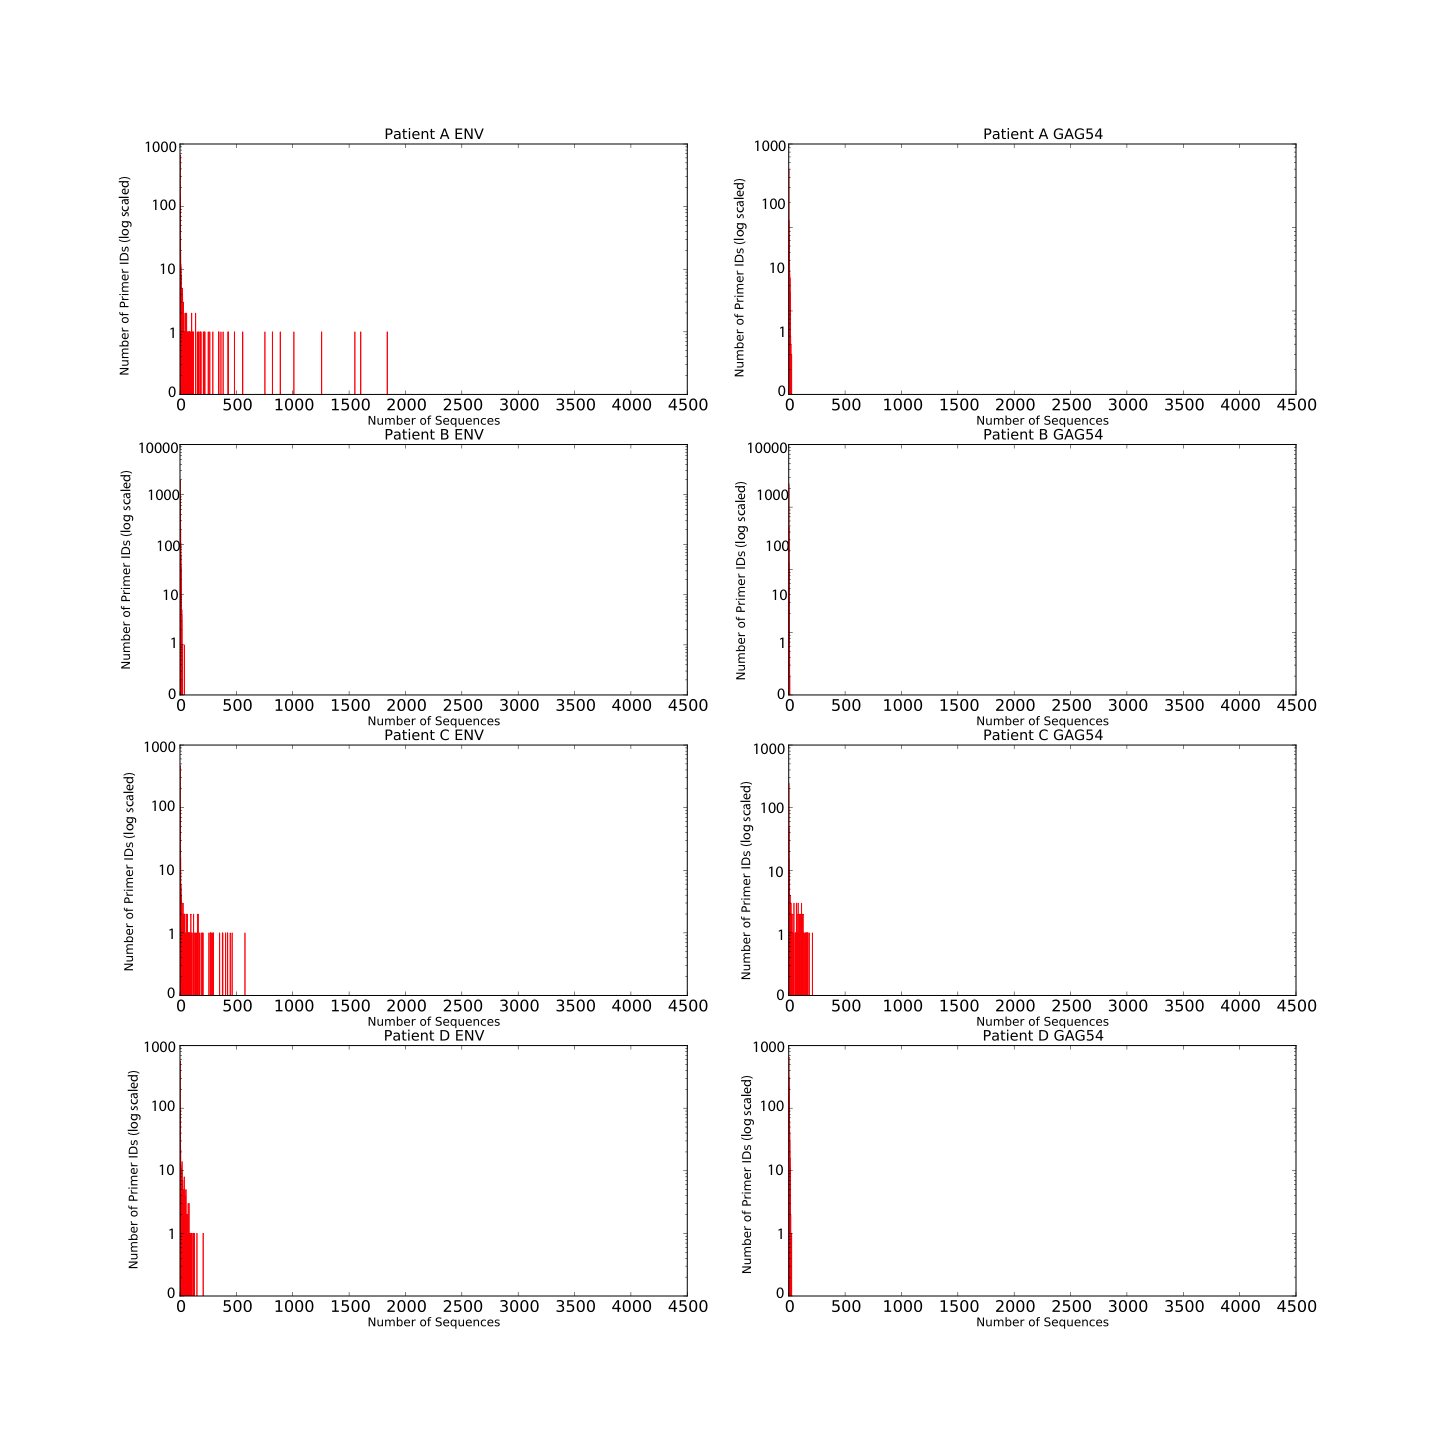 Patient A ENV
Number of Primer IDs (log scaled)
1000
100
10
1
0
0 500 1000 1500 2000 2500 3000 3500 4000 4500
Number of Sequences
Patient A GAG54
Number of Primer IDs (log scaled)
1000
100
10
1
0
0 500 1000 1500 2000 2500 3000 3500 4000 4500
Number of Sequences
Patient B ENV
Number of Primer IDs (log scaled)
10000
1000
100
10
1
0
0 500 1000 1500 2000 2500 3000 3500 4000 4500
Number of Sequences
Patient B GAG54
Number of Primer IDs (log scaled)
10000
1000
100
10
1
0
0 500 1000 1500 2000 2500 3000 3500 4000 4500
Number of Sequences
Patient C ENV
Number of Primer IDs (log scaled)
1000
100
10
1
0
0 500 1000 1500 2000 2500 3000 3500 4000 4500
Number of Sequences
Patient C GAG54
Number of Primer IDs (log scaled)
1000
100
10
1
0
0 500 1000 1500 2000 2500 3000 3500 4000 4500
Number of Sequences
Patient D ENV
Number of Primer IDs (log scaled)
1000
100
10
1
0
0 500 1000 1500 2000 2500 3000 3500 4000 4500
Number of Sequences
Patient D GAG54
Number of Primer IDs (log scaled)
1000
100
10
1
0
0 500 1000 1500 2000 2500 3000 3500 4000 4500
Number of Sequences